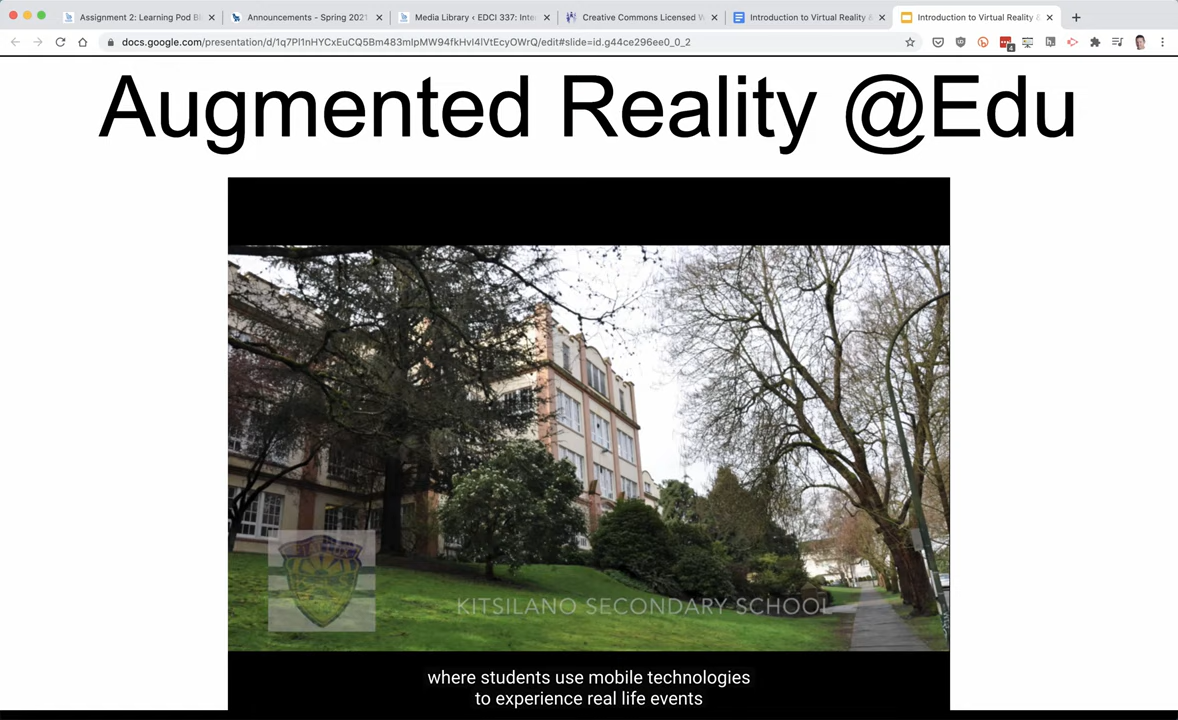 Assignment 2: Learning Pod Bl
Announcements - Spring 2021
Media Library ‹ EDCI 337: Inte
Creative Commons Licensed V
Introduction to Virtual Reality &
Introduction to Virtual Reality &
docs.google.com/presentation/d/1q7PI1nHYCxEuCQ5Bm483mlpMW94fkHvI4lVtEcyOWrQ/edit#slide=id.g44ce296ee0_0_2
4
Augmented Reality @Edu
KITSILANO SECONDARY SCHOOL
where students use mobile technologies
to experience real life events